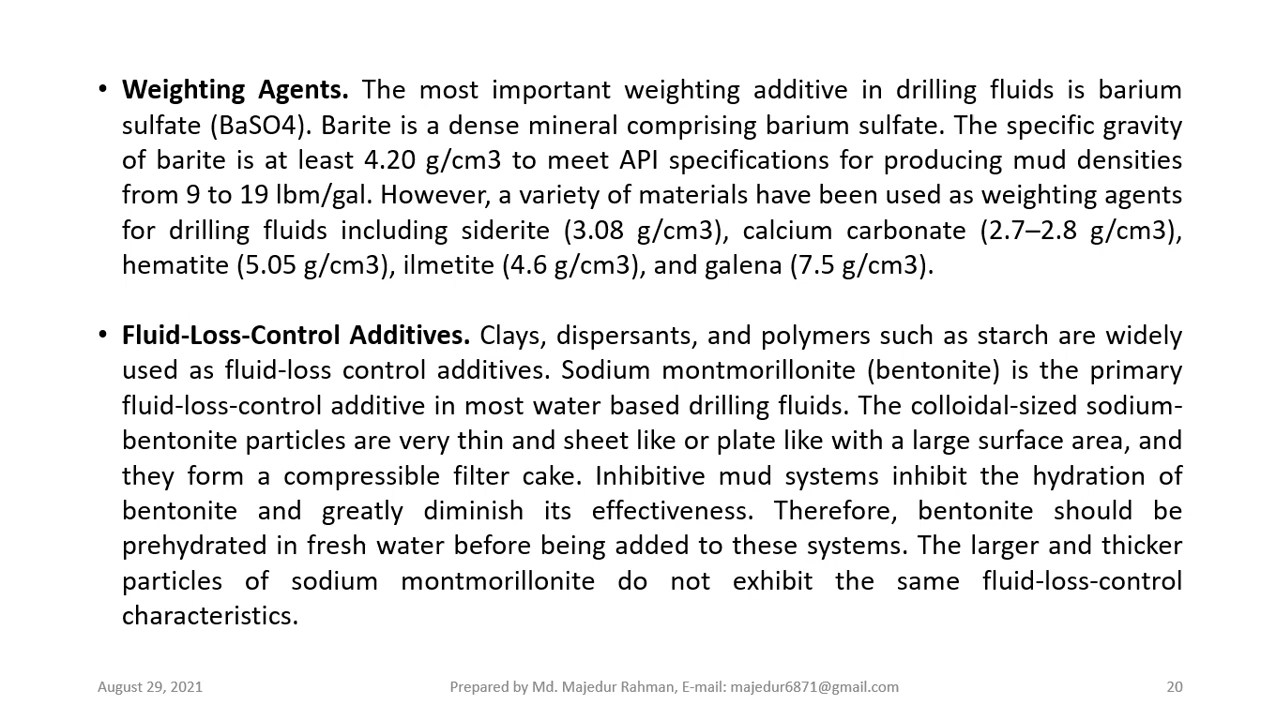 • Weighting Agents. The most important weighting additive in drilling fluids is barium
sulfate (BaSO4). Barite is a dense mineral comprising barium sulfate. The specific gravity
of barite is at least 4.20 g/cm3 to meet API specifications for producing mud densities
from 9 to 19 lbm/gal. However, a variety of materials have been used as weighting agents
for drilling fluids including siderite (3.08 g/cm3), calcium carbonate (2.7–2.8 g/cm3),
hematite (5.05 g/cm3), ilmetite (4.6 g/cm3), and galena (7.5 g/cm3).
• Fluid-Loss-Control Additives. Clays, dispersants, and polymers such as starch are widely
used as fluid-loss control additives. Sodium montmorillonite (bentonite) is the primary
fluid-loss-control additive in most water based drilling fluids. The colloidal-sized sodium-
bentonite particles are very thin and sheet like or plate like with a large surface area, and
they form a compressible filter cake. Inhibitive mud systems inhibit the hydration of
bentonite and greatly diminish its effectiveness. Therefore, bentonite should be
prehydrated in fresh water before being added to these systems. The larger and thicker
particles of sodium montmorillonite do not exhibit the same fluid-loss-control
characteristics.
August 29, 2021
Prepared by Md. Majedur Rahman, E-mail: majedur6871@gmail.com
20